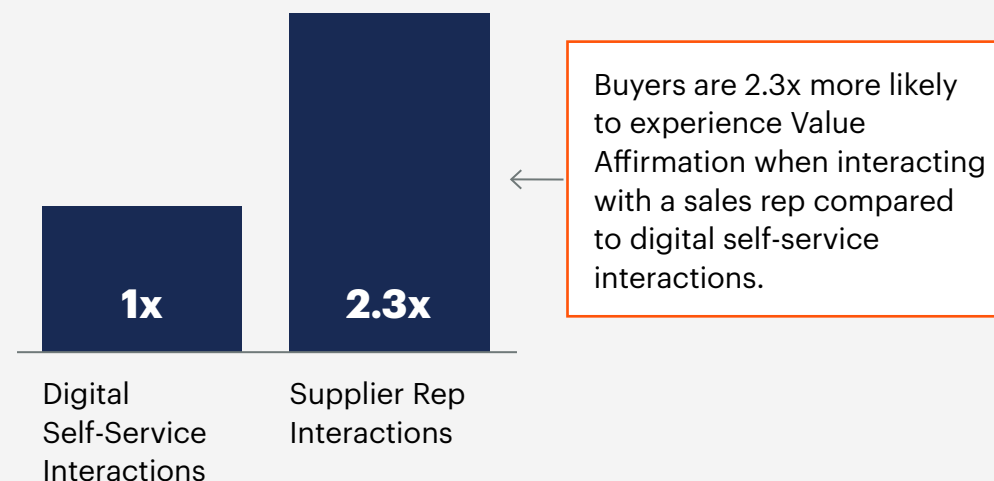 1x
2.3x
Digital
Self-Service
Interactions
Supplier Rep
Interactions
Buyers are 2.3x more likely
to experience Value
Affirmation when interacting
with a sales rep compared
to digital self-service
interactions.